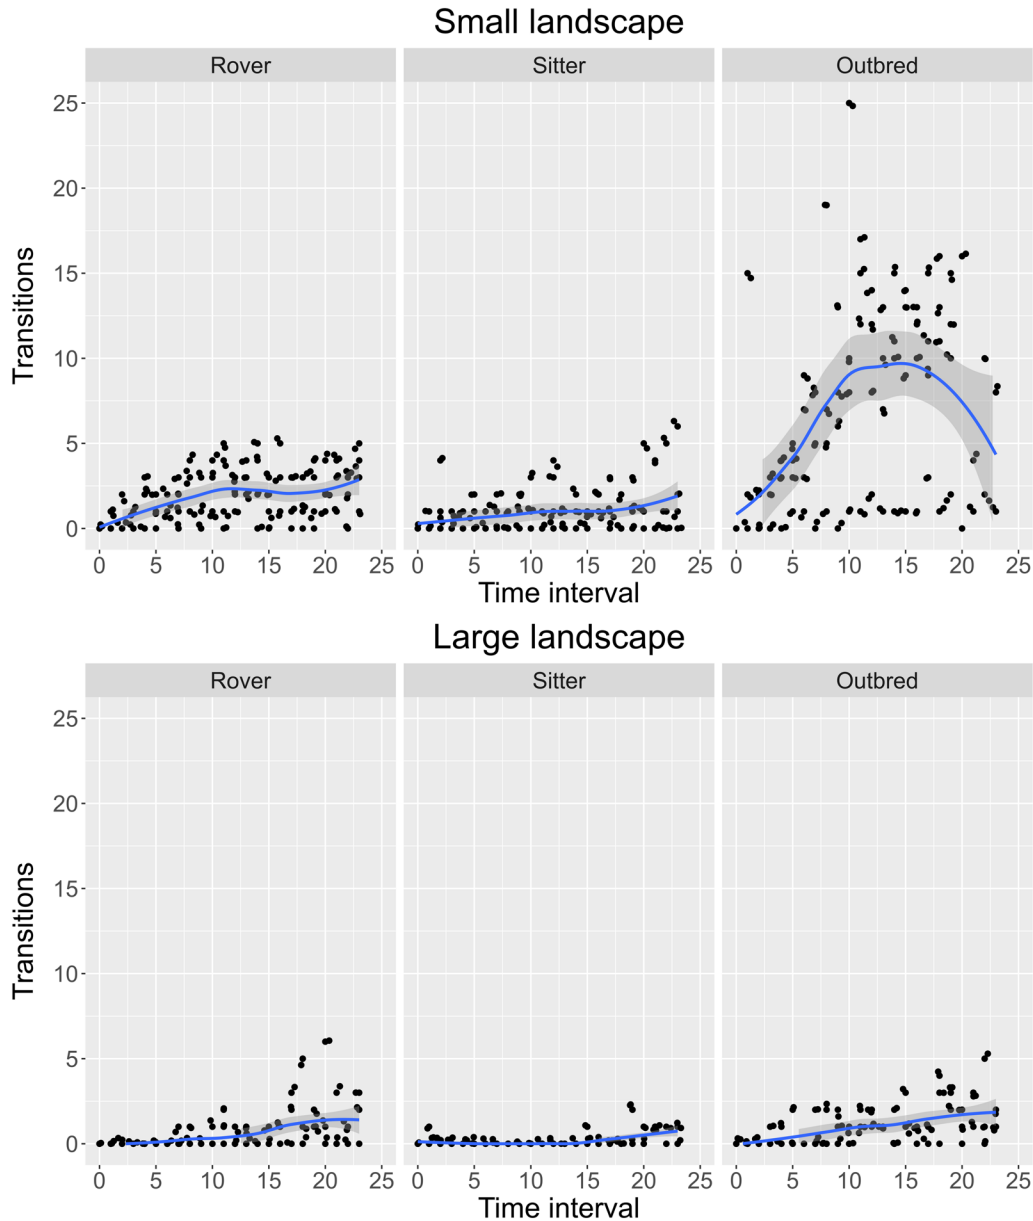 Small landscape
Rover Sitter Outbred
25
20
15
10
5
0
Transitions
0 5 10 15 20 25 0 5 10 15 20 25 0 5 10 15 20 25
Time interval
Large landscape
Rover Sitter Outbred
25
20
15
10
5
0
Transitions
0 5 10 15 20 25 0 5 10 15 20 25 0 5 10 15 20 25
Time interval